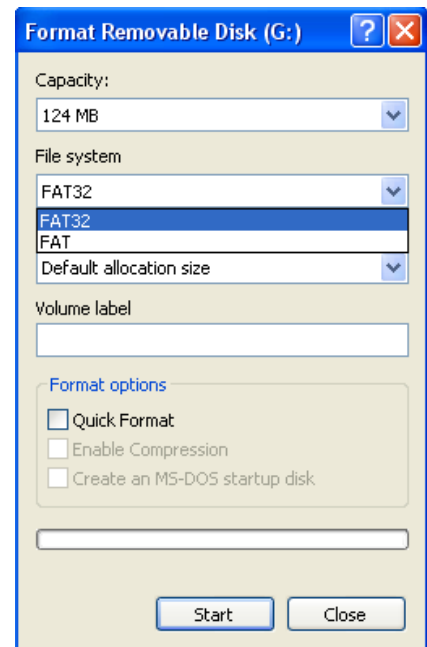 Format Removable Disk (G:)
Capacity:
124 MB
File system
FAT32
FAT32
FAT
Default allocation size
Volume label
Format options
Quick Format
Enable Compression
Create an MS-DOS startup disk
Start Close